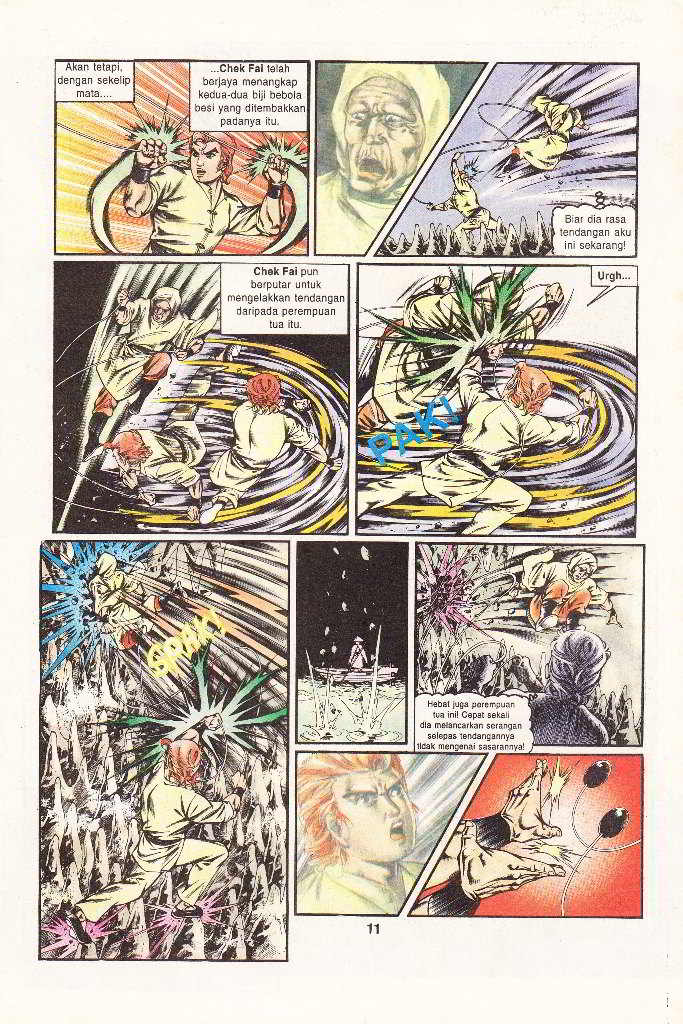 Akan tetapi,
dengan sekelip
mata....
...Chek Fai telah
berjaya menangkap
kedua-dua biji bebola
besi yang ditembakkan
padanya itu.
Biar dia rasa
tendangan aku
ini sekarang!
Chek Fai pun
berputar untuk
mengelakkan tendangan
daripada perempuan
tua itu.
Urgh...
PAK!
SPAK!
Hebat juga perempuan
tua ini! Cepat sekali
dia melancarkan serangan
selepas tendangannya
tidak mengenai sasarannya!
11